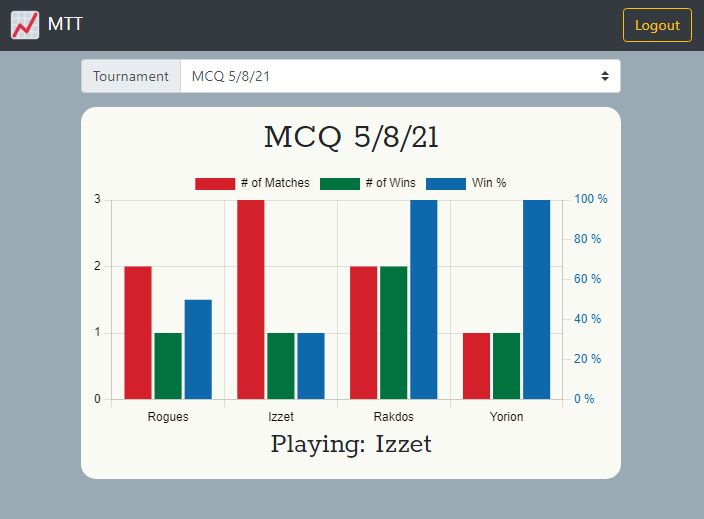 MTT Logout
Tournament MCQ 5/8/21
MCQ 5/8/21
# of Matches # of Wins Win %
3 100 %
80 %
2
60 %
1 40 %
20 %
0 0 %
Rogues Izzet Rakdos Yorion
Playing: Izzet